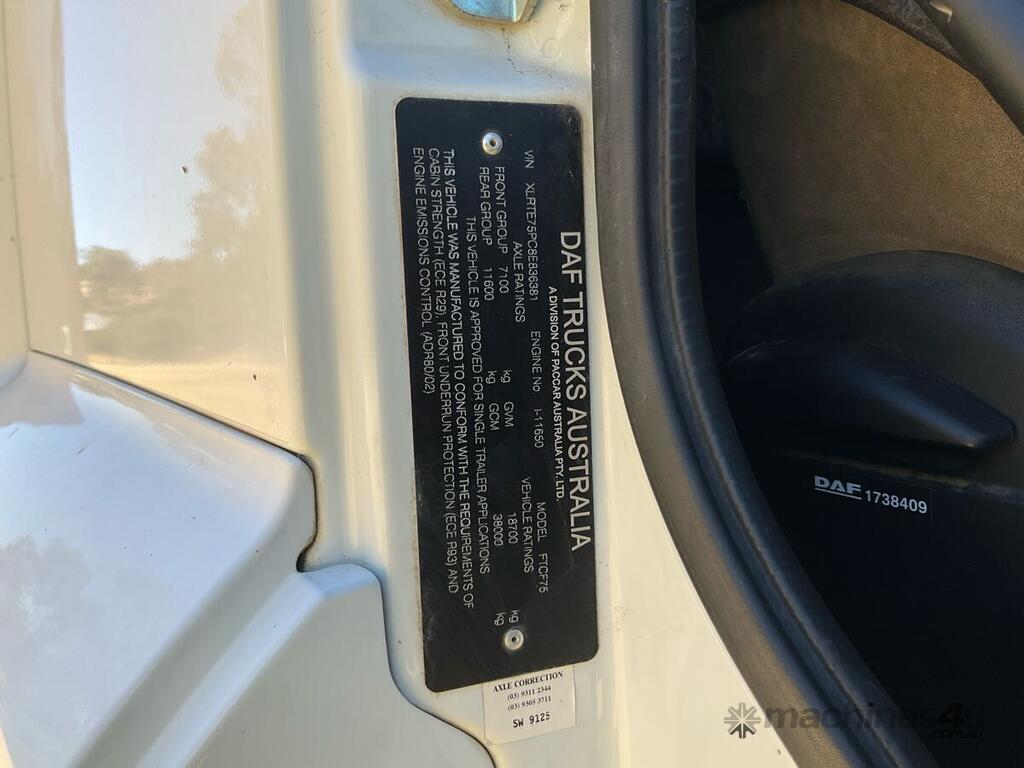 DAF TRUCKS AUSTRALIA
A DIVISION OF PACCAR AUSTRALIA PTY. LTD.
VIN XLRTE75PC8E836381 ENGINE No. I-11650 MODEL FTCF75
AXLE RATINGS VEHICLE RATINGS
FRONT GROUP 7100 kg GVM 18700 kg
REAR GROUP 11600 kg GCM 38000 kg
THIS VEHICLE IS APPROVED FOR SINGLE TRAILER APPLICATIONS
THIS VEHICLE WAS MANUFACTURED TO CONFORM WITH THE REQUIREMENTS OF
CABIN STRENGTH (ECE R29), FRONT UNDERRUN PROTECTION (ECE R93) AND
ENGINE EMISSIONS CONTROL (ADR80/02)
AXLE CORRECTION
(03) 9311 2344
(03) 9305 3711
SW 9125
DAF 1738409
machines4u
.com.au